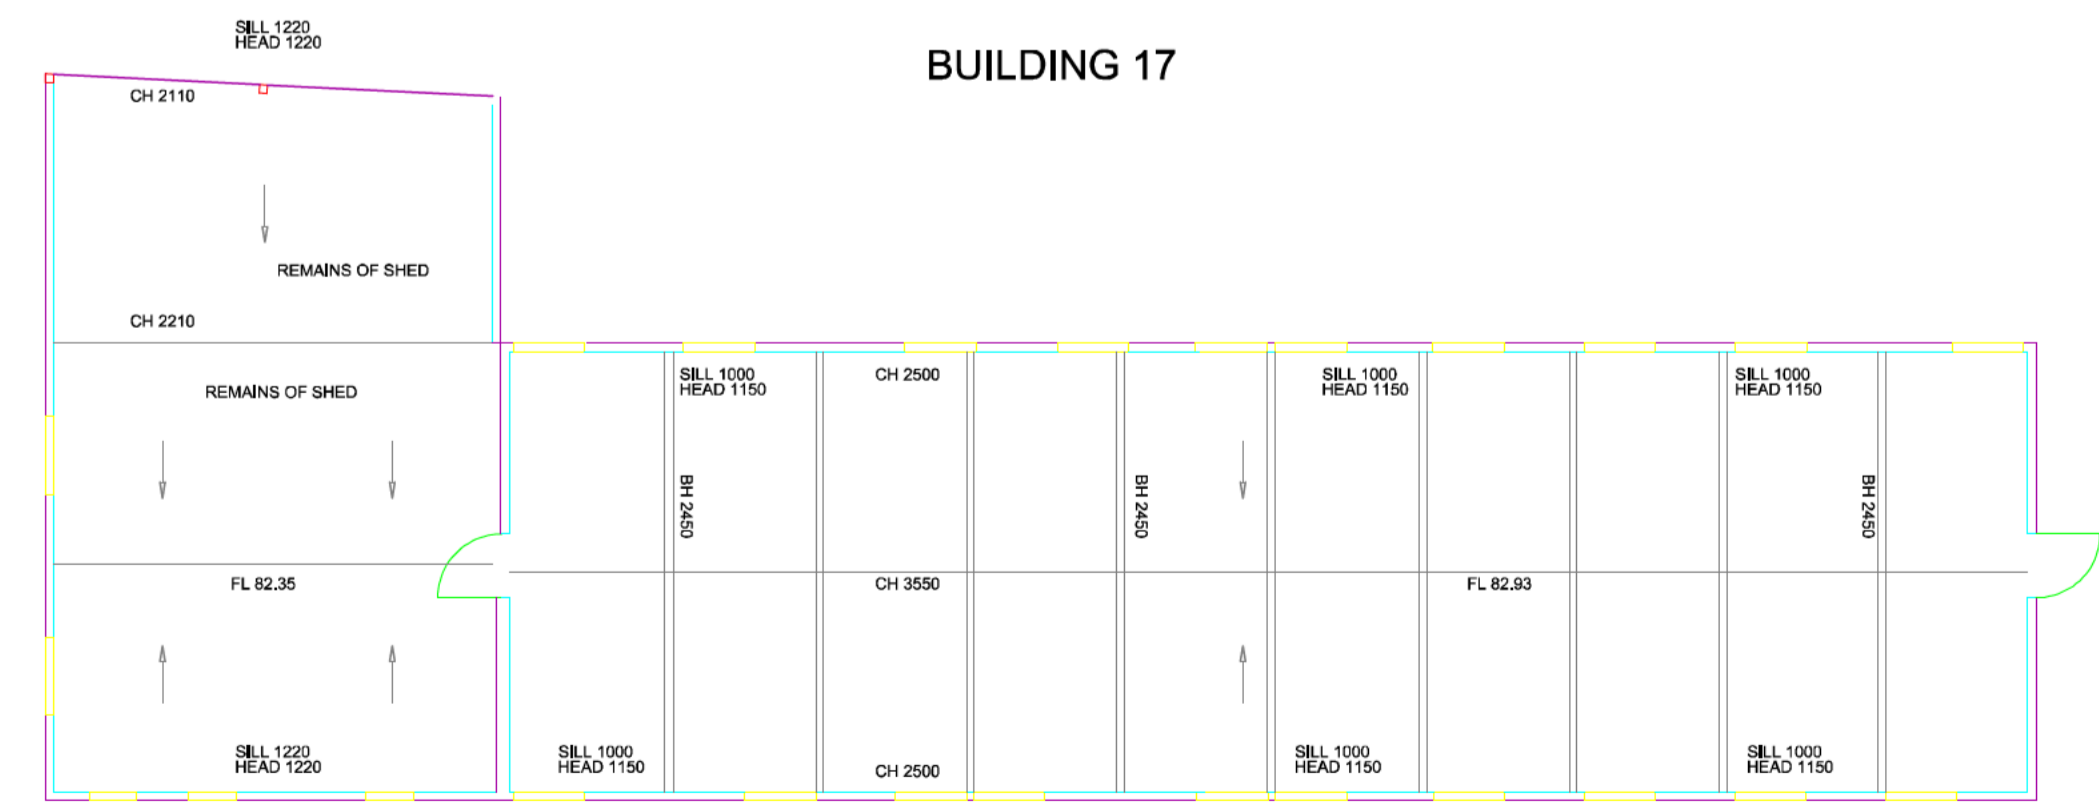 SILL 1220
HEAD 1220
BUILDING 17
CH 2110
REMAINS OF SHED
CH 2210
REMAINS OF SHED
SILL 1000
HEAD 1150
CH 2500
SILL 1000
HEAD 1150
SILL 1000
HEAD 1150
BH 2450
BH 2450
BH 2450
FL 82.35
CH 3550
FL 82.93
SILL 1220
HEAD 1220
SILL 1000
HEAD 1150
CH 2500
SILL 1000
HEAD 1150
SILL 1000
HEAD 1150